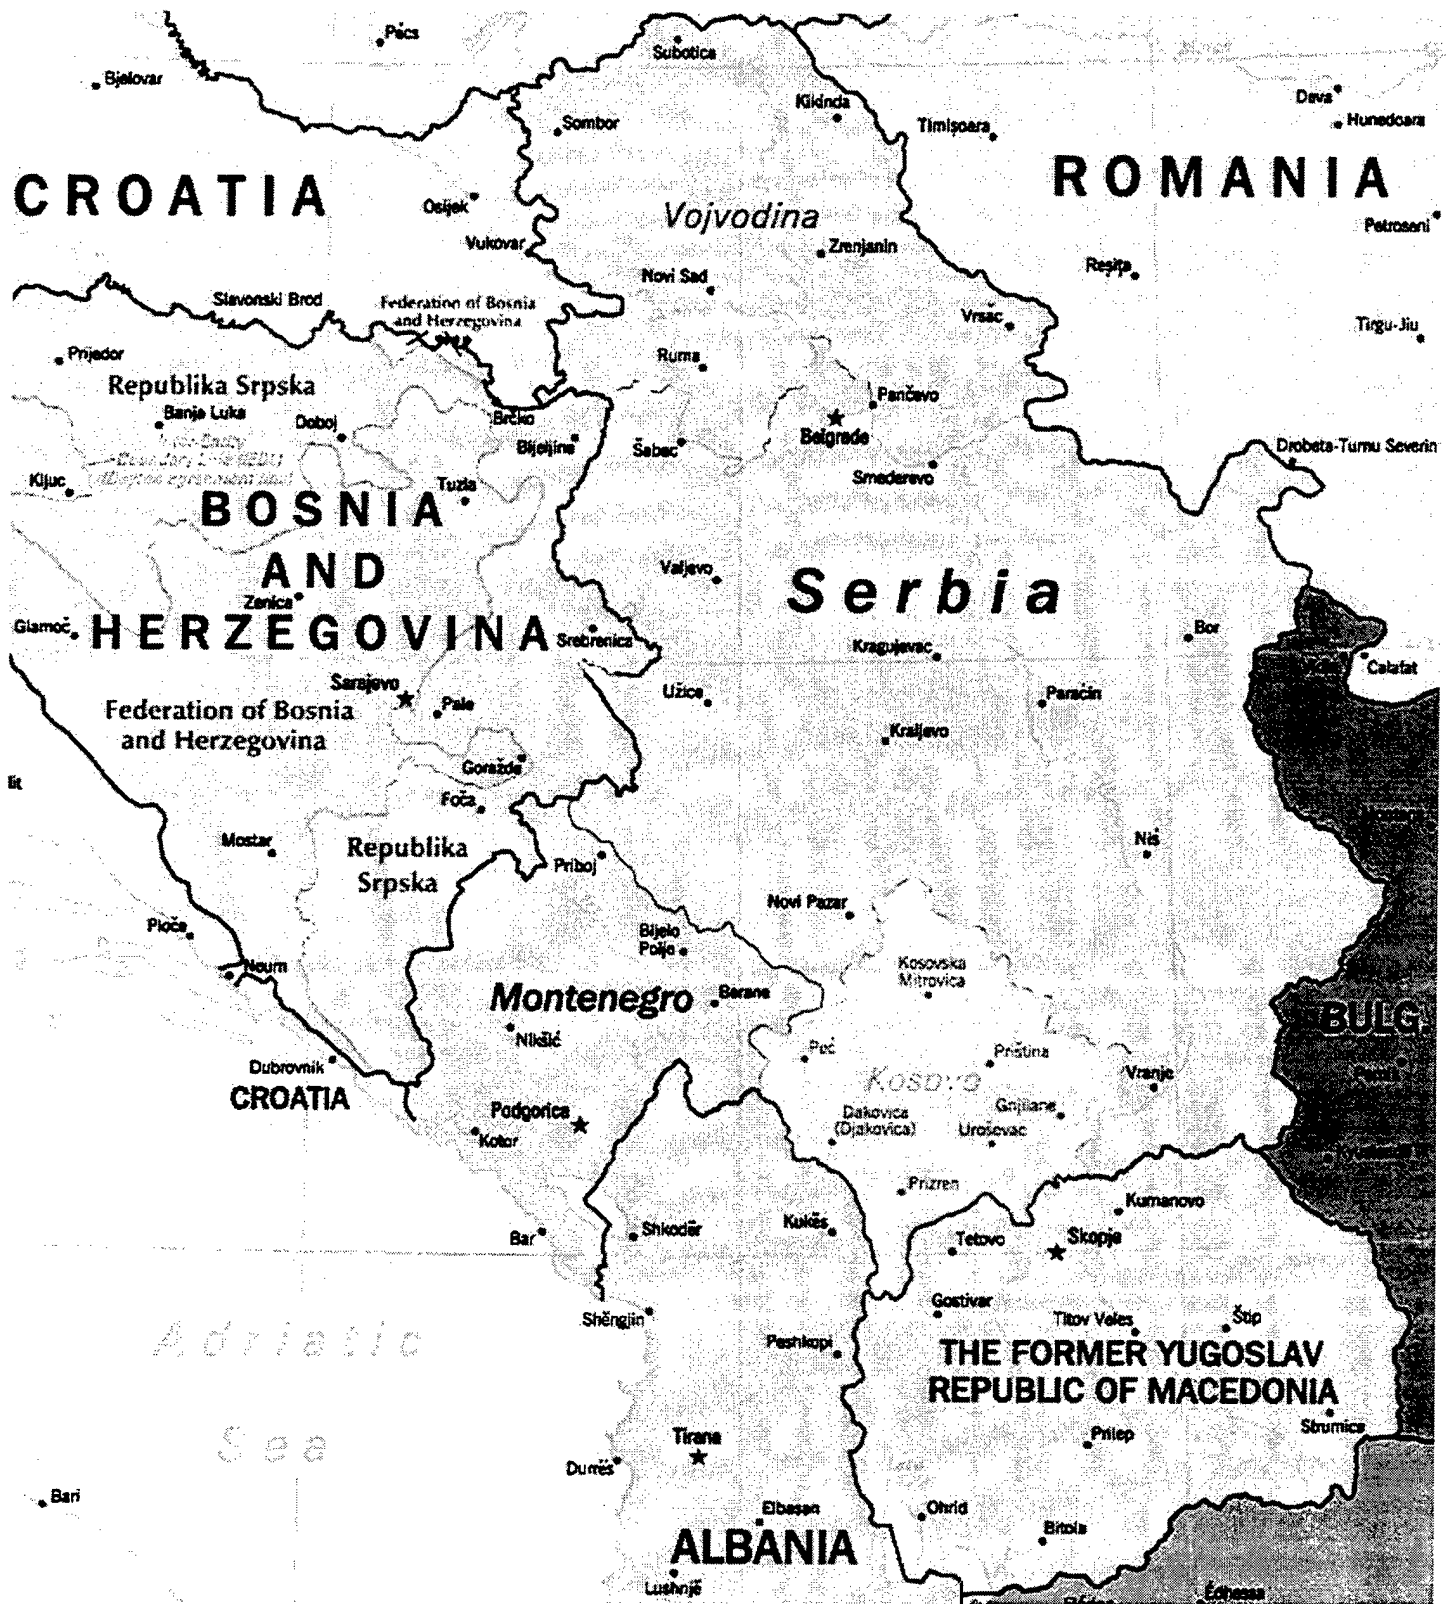 Pécs
Subotica
Bjelovar
Kikinda
Deva
Hunedoara
Sombor
Timişoara
CROATIA
ROMANIA
Osijek
Vojvodina
Petroseni
Vukovar
Zrenjanin
Novi Sad
Reşiţa
Slavonski Brod
Federation of Bosnia
and Herzegovina
Vršac
Tirgu-Jiu
Prijedor
Ruma
Republika Srpska
Pančevo
Banja Luka
Doboj
Brčko
Belgrade
Bijeljina
Šabac
Drobeta-Turnu Severin
Kljuc
Tuzla
Smederevo
BOSNIA
AND
HERZEGOVINA
Valjevo
Serbia
Zenica
Glamoč
Srebrenica
Bor
Kragujevac
Calafat
Sarajevo
Užice
Paraćin
Pale
Federation of Bosnia
and Herzegovina
Kraljevo
Goražde
lit
Foča
Mostar
Republika
Srpska
Niš
Priboj
Novi Pazar
Ploče
Bijelo
Polje
Neum
Kosovska
Mitrovica
Montenegro
Berane
BULG
Nikšić
Peć
Priština
Dubrovnik
CROATIA
Kosovo
Vranje
Podgorica
Ðakovica
(Djakovica)
Gnjilane
Kotor
Uroševac
Prizren
Kumanovo
Bar
Shkodër
Kukës
Tetovo
Skopje
Gostivar
Shëngjin
Titov Veles
Štip
Adriatic
Sea
Peshkopi
THE FORMER YUGOSLAV
REPUBLIC OF MACEDONIA
Strumica
Tirana
Prilep
Durrës
Bari
Elbasan
Ohrid
Bitola
ALBANIA
Lushnjë
Édhessa